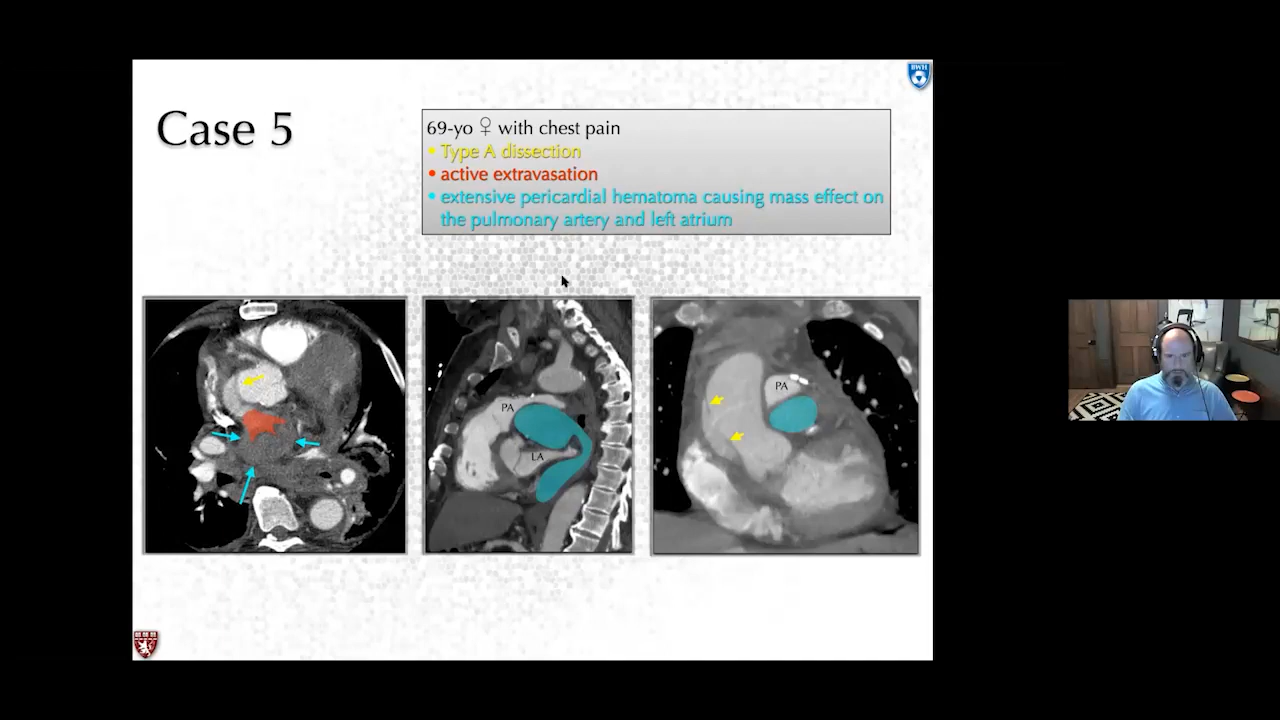 BWH
Case 5
69-yo ♀ with chest pain
• Type A dissection
• active extravasation
• extensive pericardial hematoma causing mass effect on
the pulmonary artery and left atrium
PA
LA
PA